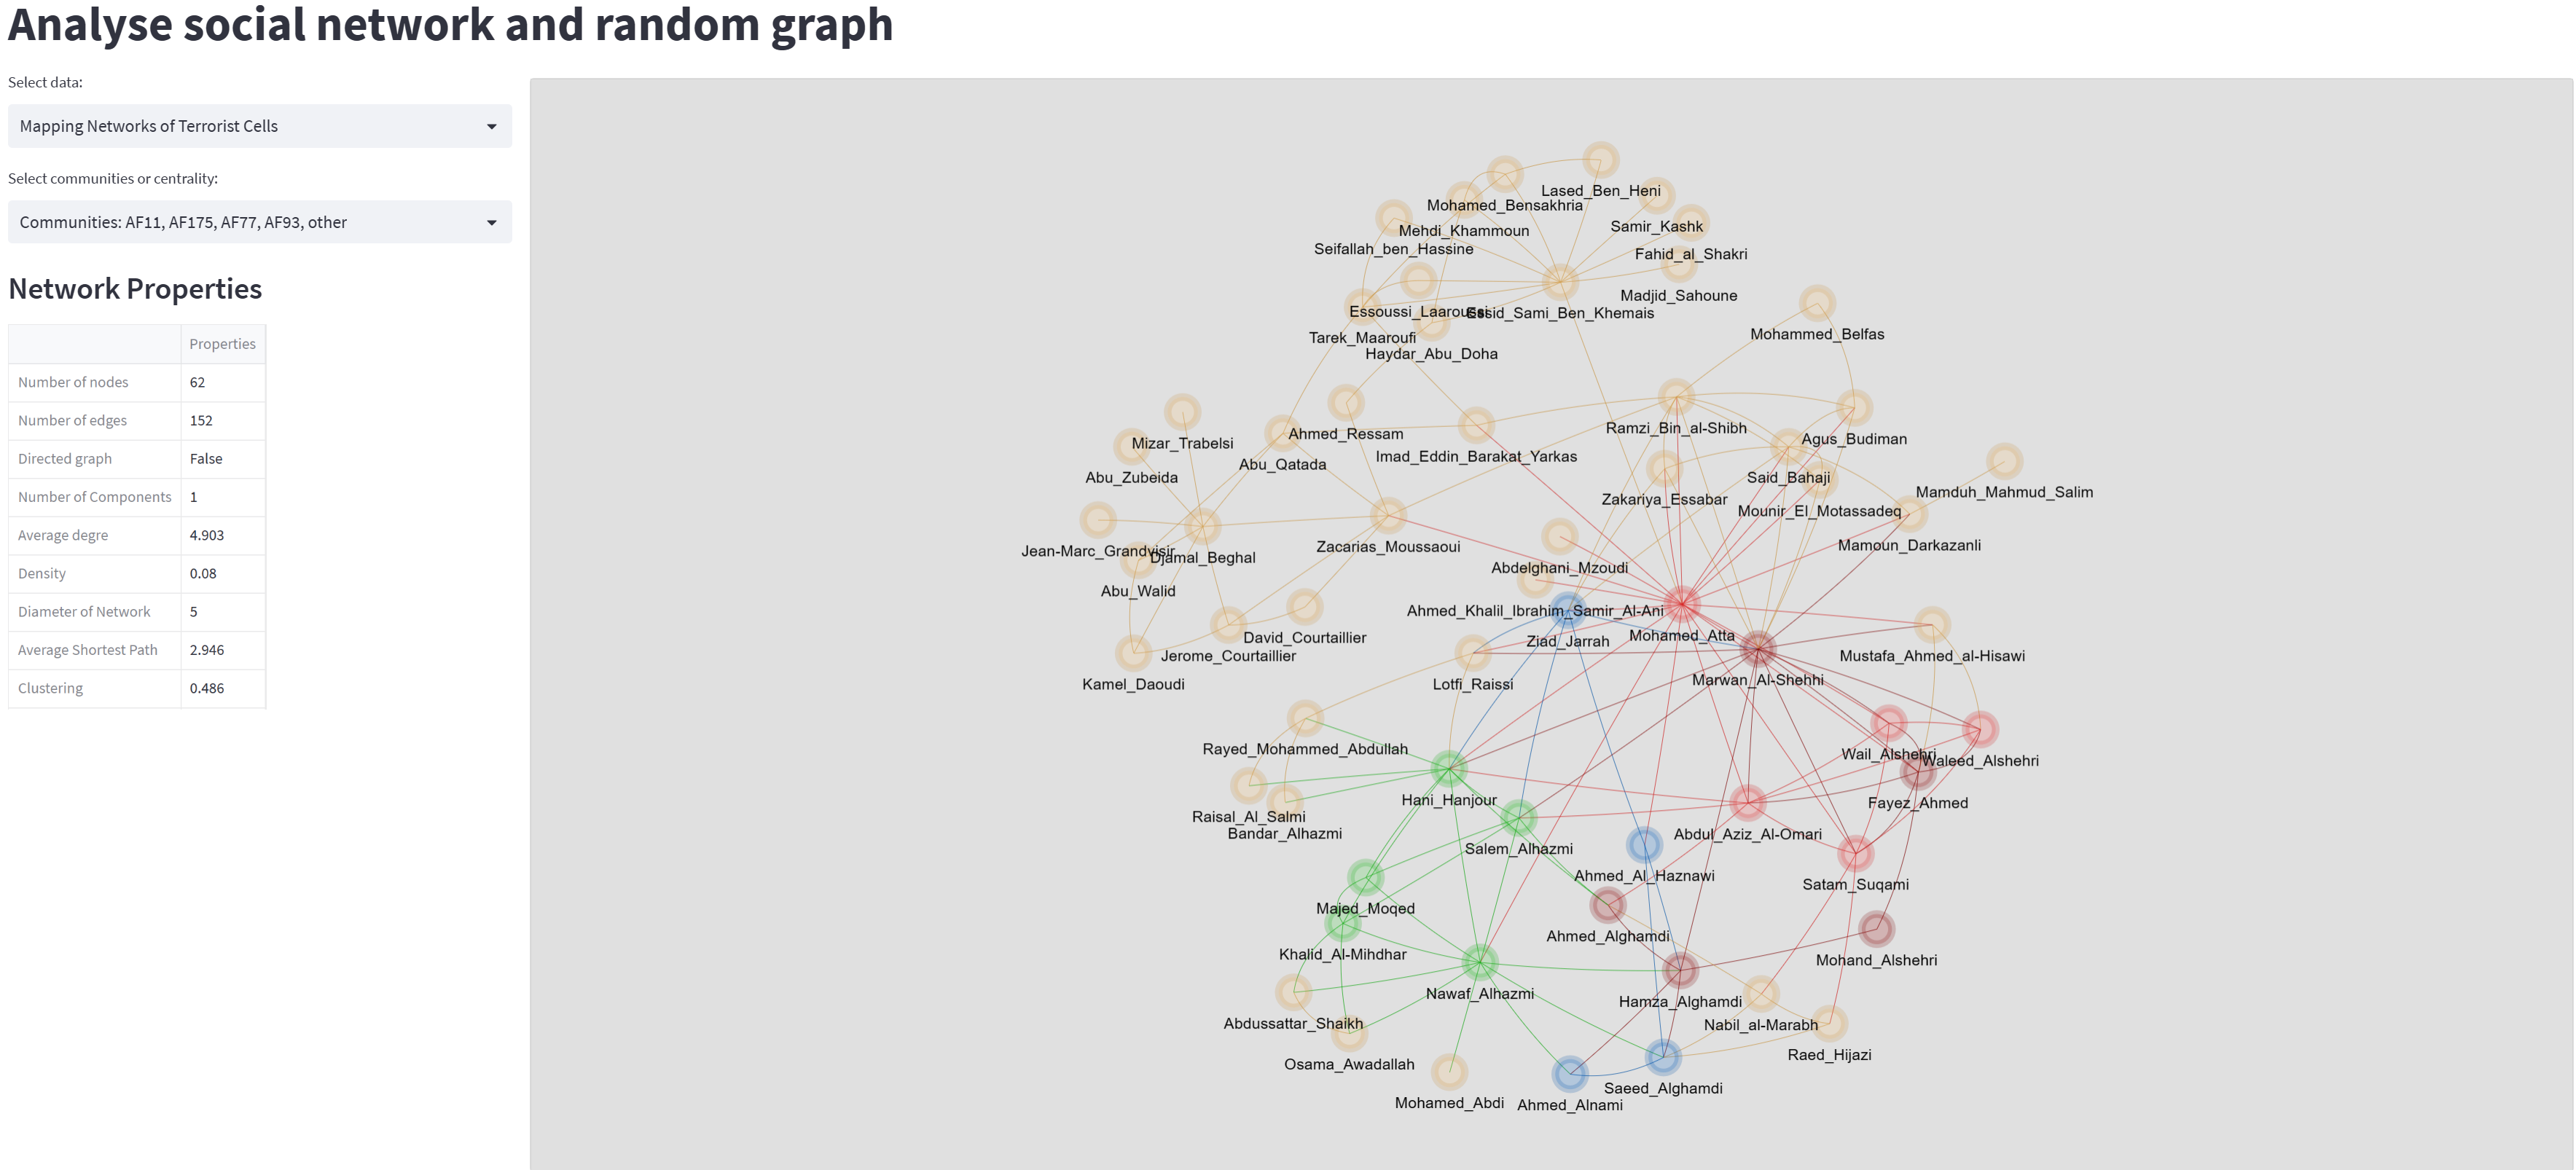 Analyse social network and random graph
Select data:
Mapping Networks of Terrorist Cells
Select communities or centrality:
Communities: AF11, AF175, AF77, AF93, other
Network Properties
Properties
Number of nodes 62
Number of edges 152
Directed graph False
Number of Components 1
Average degre 4.903
Density 0.08
Diameter of Network 5
Average Shortest Path 2.946
Clustering 0.486
Lased_Ben_Heni
Mohamed_Bensakhria
Samir_Kashk
Mehdi_Khammoun
Seifallah_ben_Hassine
Fahid_al_Shakri
Madjid_Sahoune
Essoussi_Laaroussi
Essid_Sami_Ben_Khemais
Mohammed_Belfas
Tarek_Maaroufi
Haydar_Abu_Doha
Ramzi_Bin_al-Shibh
Ahmed_Ressam
Agus_Budiman
Mizar_Trabelsi
Imad_Eddin_Barakat_Yarkas
Abu_Qatada
Abu_Zubeida
Said_Bahaji
Mamduh_Mahmud_Salim
Zakariya_Essabar
Mounir_El_Motassadeq
Mamoun_Darkazanli
Zacarias_Moussaoui
Jean-Marc_Grandvisir
Djamal_Beghal
Abdelghani_Mzoudi
Abu_Walid
Ahmed_Khalil_Ibrahim_Samir_Al-Ani
Mohamed_Atta
David_Courtaillier
Ziad_Jarrah
Jerome_Courtaillier
Mustafa_Ahmed_al-Hisawi
Marwan_Al-Shehhi
Kamel_Daoudi
Lotfi_Raissi
Rayed_Mohammed_Abdullah
Wail_Alshehri
Waleed_Alshehri
Hani_Hanjour
Fayez_Ahmed
Raisal_Al_Salmi
Bandar_Alhazmi
Abdul_Aziz_Al-Omari
Salem_Alhazmi
Ahmed_Al_Haznawi
Satam_Suqami
Majed_Moqed
Ahmed_Alghamdi
Khalid_Al-Mihdhar
Mohand_Alshehri
Nawaf_Alhazmi
Hamza_Alghamdi
Abdussattar_Shaikh
Nabil_al-Marabh
Raed_Hijazi
Osama_Awadallah
Saeed_Alghamdi
Mohamed_Abdi
Ahmed_Alnami